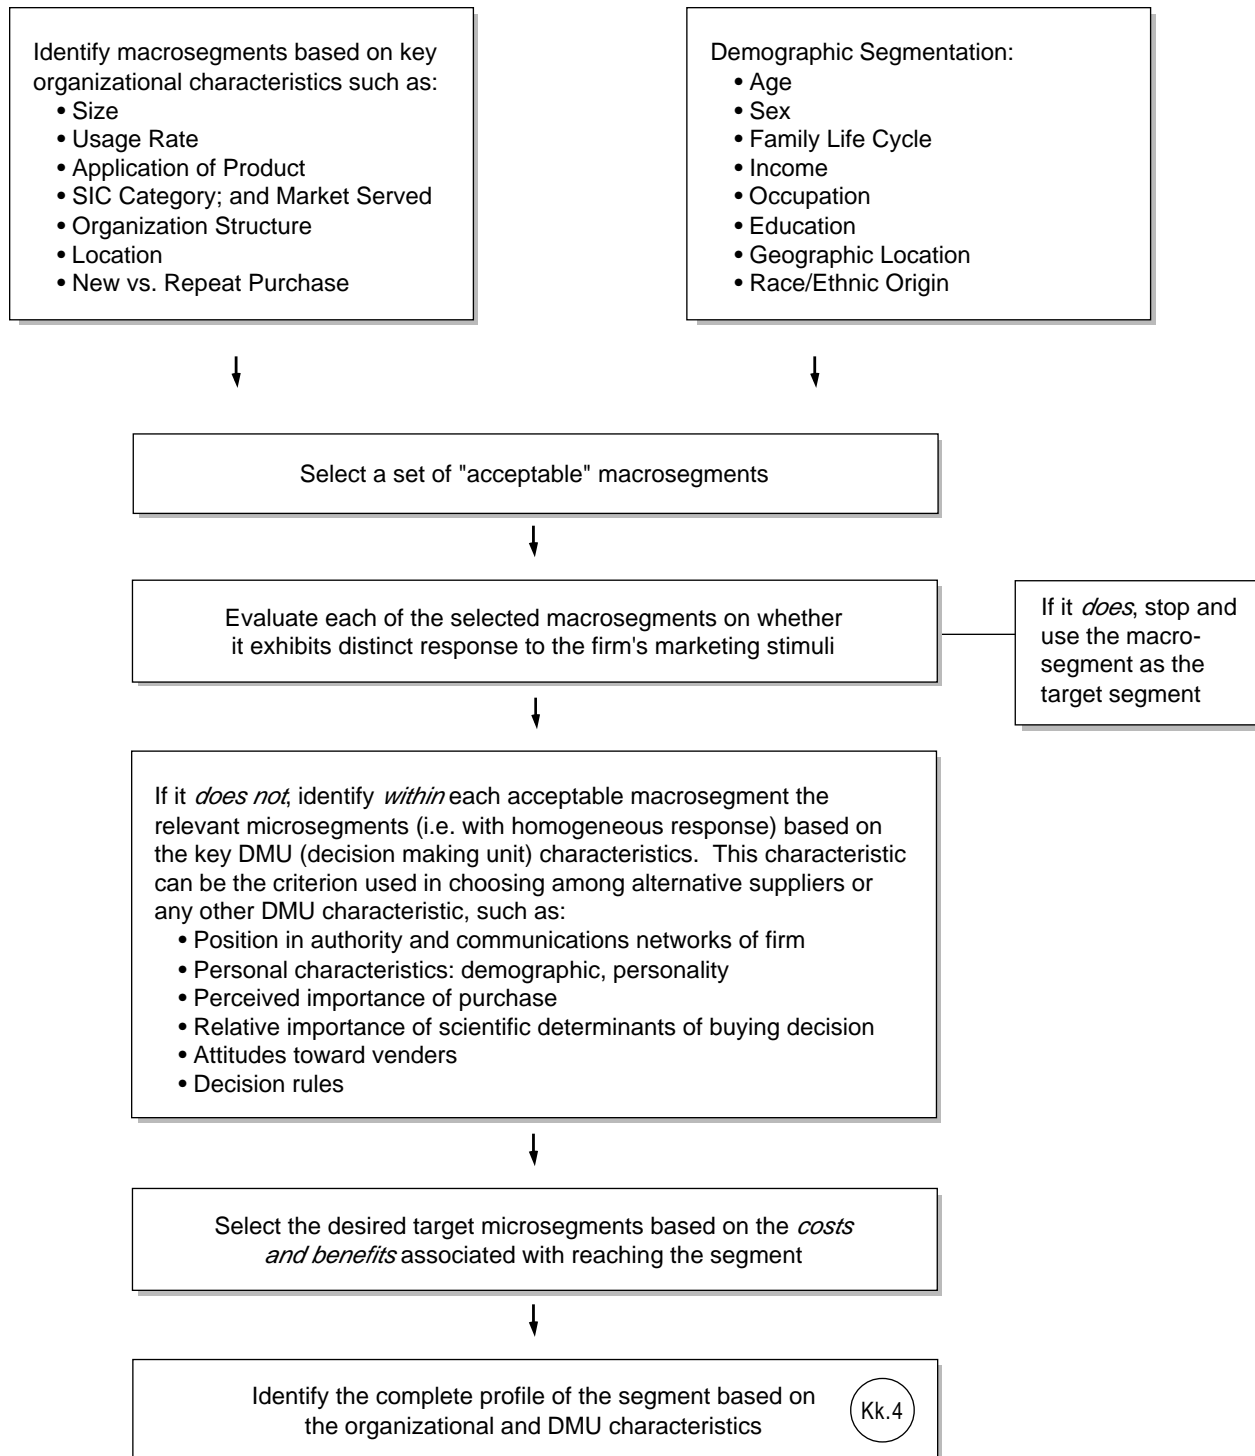 Identify macrosegments based on key
organizational characteristics such as:
• Size
• Usage Rate
• Application of Product
• SIC Category; and Market Served
• Organization Structure
• Location
• New vs. Repeat Purchase
Demographic Segmentation:
• Age
• Sex
• Family Life Cycle
• Income
• Occupation
• Education
• Geographic Location
• Race/Ethnic Origin
Select a set of "acceptable" macrosegments
Evaluate each of the selected macrosegments on whether
it exhibits distinct response to the firm's marketing stimuli
If it does, stop and
use the macro-
segment as the
target segment
If it does not, identify within each acceptable macrosegment the
relevant microsegments (i.e. with homogeneous response) based on
the key DMU (decision making unit) characteristics.  This characteristic
can be the criterion used in choosing among alternative suppliers or
any other DMU characteristic, such as:
• Position in authority and communications networks of firm
• Personal characteristics: demographic, personality
• Perceived importance of purchase
• Relative importance of scientific determinants of buying decision
• Attitudes toward venders
• Decision rules
Select the desired target microsegments based on the costs
and benefits associated with reaching the segment
Identify the complete profile of the segment based on
the organizational and DMU characteristics
Kk.4